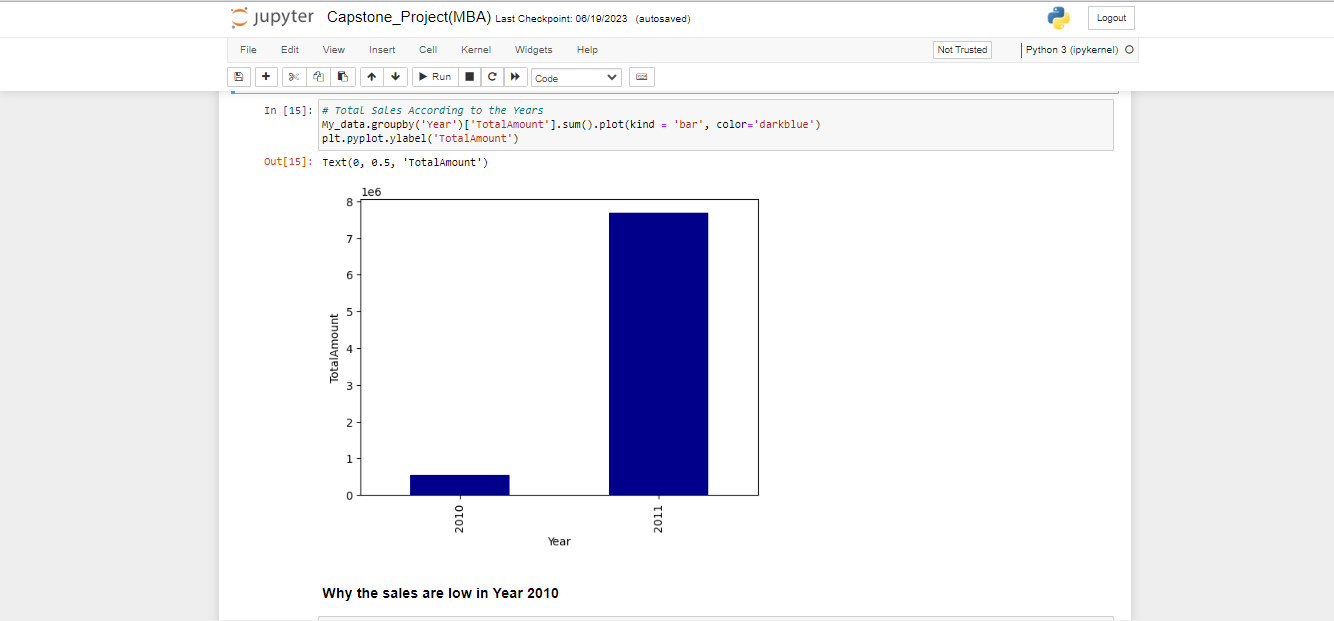 jupyter Capstone_Project(MBA) Last Checkpoint: 06/19/2023 (autosaved)
Logout
File Edit View Insert Cell Kernel Widgets Help
Not Trusted
Python 3 (ipykernel)
Run
Code
In [15]: # Total Sales According to the Years
My_data.groupby('Year')['TotalAmount'].sum().plot(kind = 'bar', color='darkblue')
plt.pyplot.ylabel('TotalAmount')
Out[15]: Text(0, 0.5, 'TotalAmount')
1e6
8
7
6
5
4
3
2
1
0
TotalAmount
2010
2011
Year
Why the sales are low in Year 2010